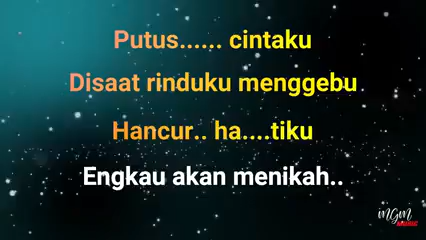 Putus...... cintaku
Disaat rinduku menggebu
Hancur.. ha....tiku
Engkau akan menikah..